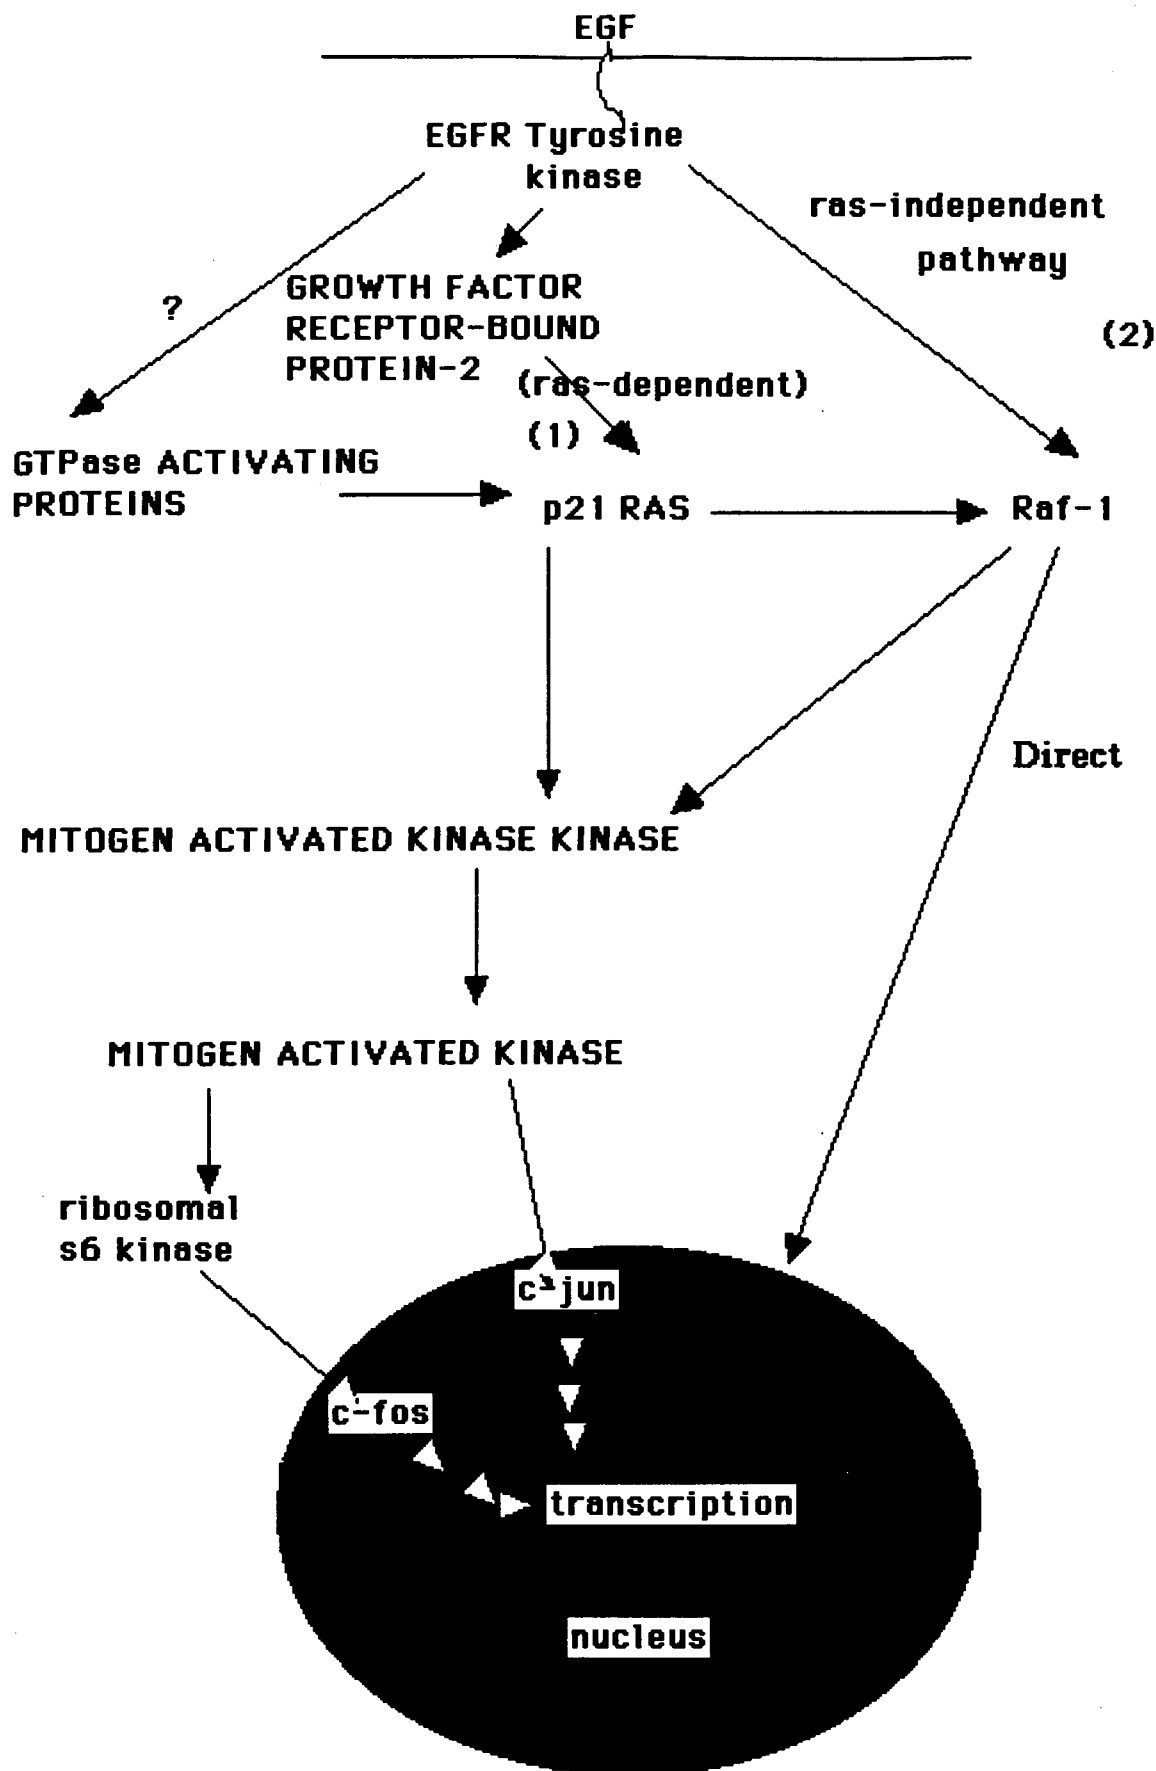 EGF
EGFR Tyrosine
kinase
ras-independent
pathway
?
GROWTH FACTOR
RECEPTOR-BOUND
PROTEIN-2
(2)
(ras-dependent)
(1)
GTPase ACTIVATING
PROTEINS
p21 RAS
Raf-1
Direct
MITOGEN ACTIVATED KINASE KINASE
MITOGEN ACTIVATED KINASE
ribosomal
s6 kinase
c-jun
c-fos
transcription
nucleus